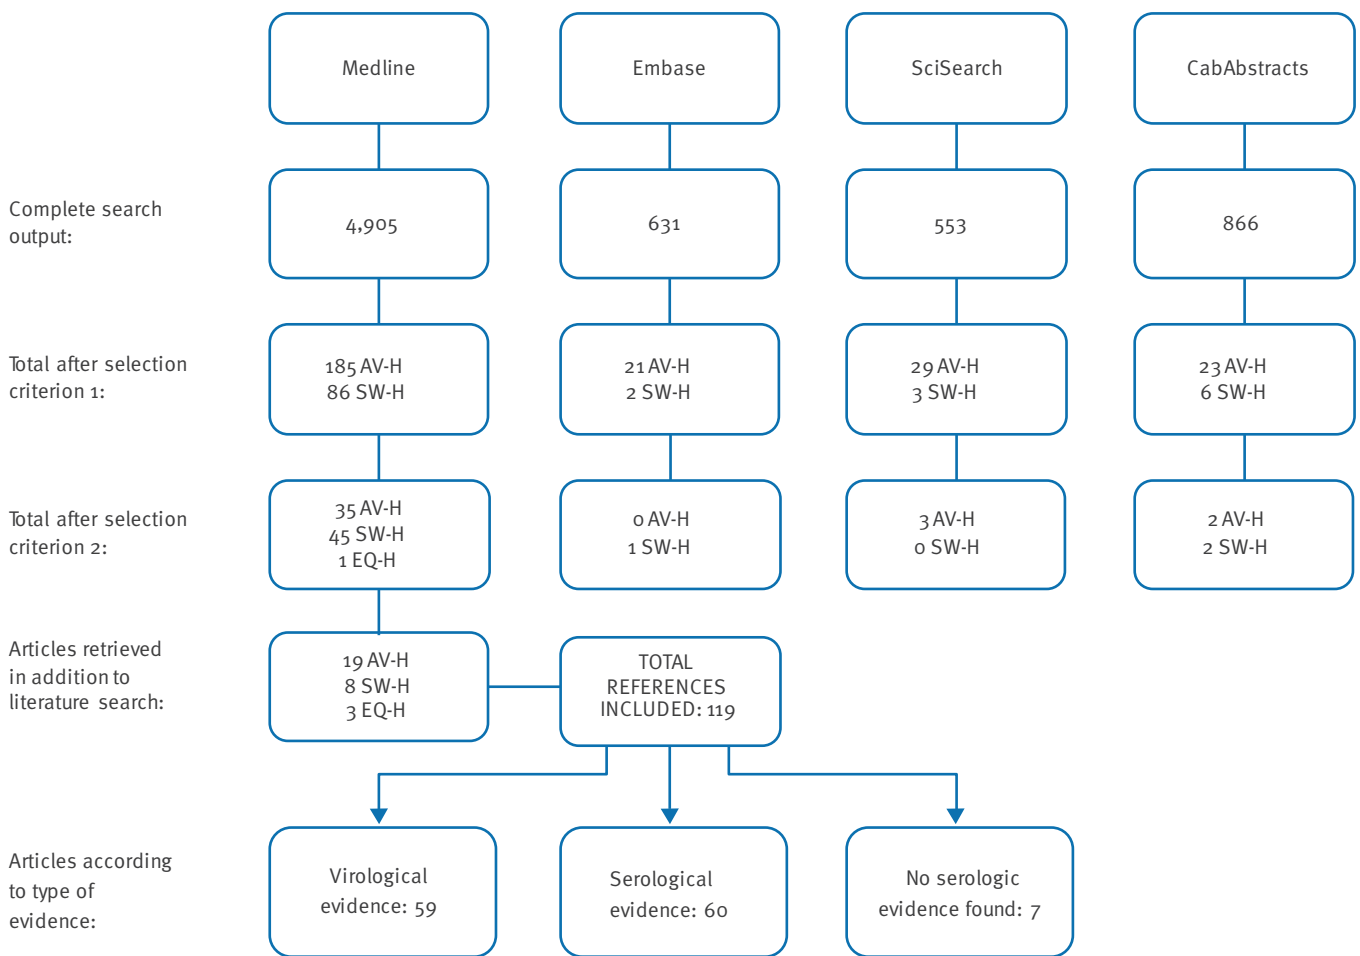 Medline
Embase
SciSearch
CabAbstracts
Complete search
output:
4,905
631
553
866
Total after selection
criterion 1:
185 AV-H
86 SW-H
21 AV-H
2 SW-H
29 AV-H
3 SW-H
23 AV-H
6 SW-H
Total after selection
criterion 2:
35 AV-H
45 SW-H
1 EQ-H
0 AV-H
1 SW-H
3 AV-H
0 SW-H
2 AV-H
2 SW-H
Articles retrieved
in addition to
literature search:
19 AV-H
8 SW-H
3 EQ-H
TOTAL
REFERENCES
INCLUDED: 119
Articles according
to type of
evidence:
Virological
evidence: 59
Serological
evidence: 60
No serologic
evidence found: 7